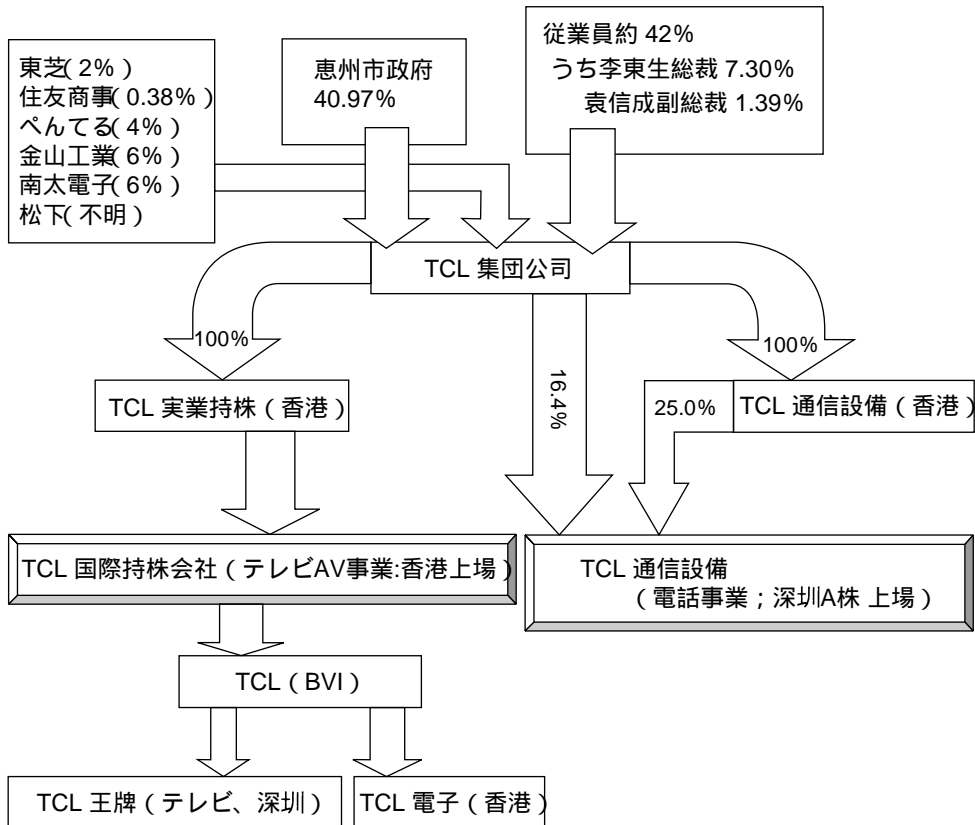 東芝(2%)
住友商事(0.38%)
ぺんてる(4%)
金山工業(6%)
南太電子(6%)
松下(不明)
恵州市政府
40.97%
従業員約 42%
うち李東生総裁 7.30%
袁信成副総裁 1.39%
TCL 集団公司
100%
16.4%
100%
TCL 実業持株(香港)
25.0%
TCL 通信設備(香港)
TCL 国際持株会社(テレビAV事業:香港上場)
TCL 通信設備
(電話事業;深圳A株 上場)
TCL(BVI)
TCL 王牌(テレビ、深圳)
TCL 電子(香港)